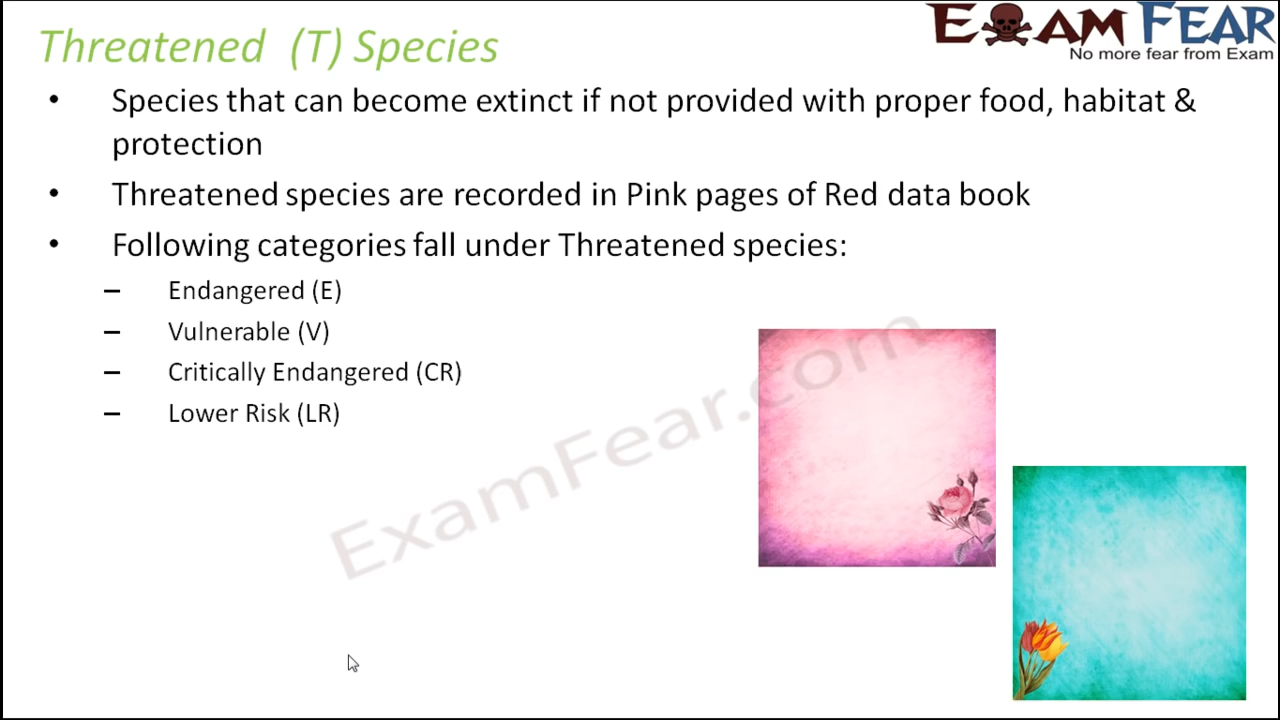 Threatened (T) Species
EXAM FEAR
No more fear from Exam
• Species that can become extinct if not provided with proper food, habitat &
protection
• Threatened species are recorded in Pink pages of Red data book
• Following categories fall under Threatened species:
– Endangered (E)
– Vulnerable (V)
– Critically Endangered (CR)
– Lower Risk (LR)
ExamFear.com